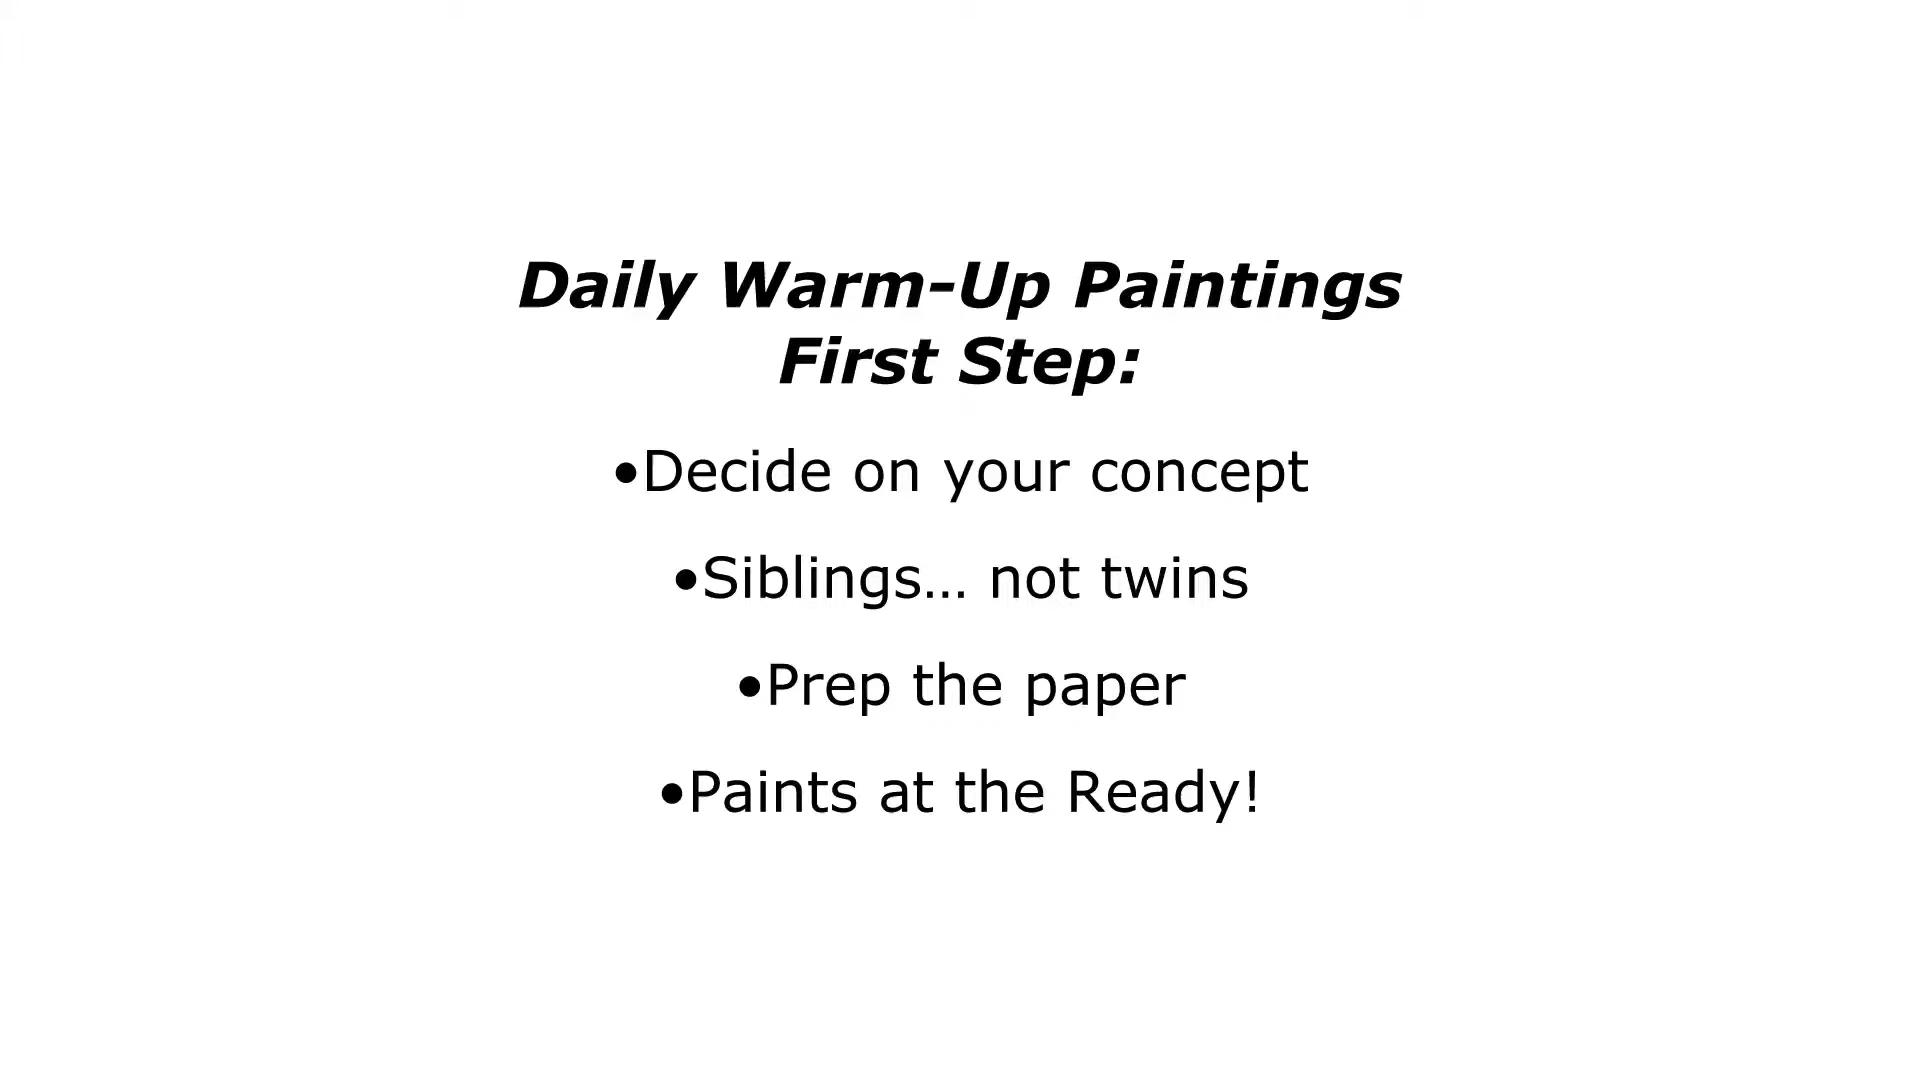 Daily Warm-Up Paintings
First Step:
•Decide on your concept
•Siblings… not twins
•Prep the paper
•Paints at the Ready!